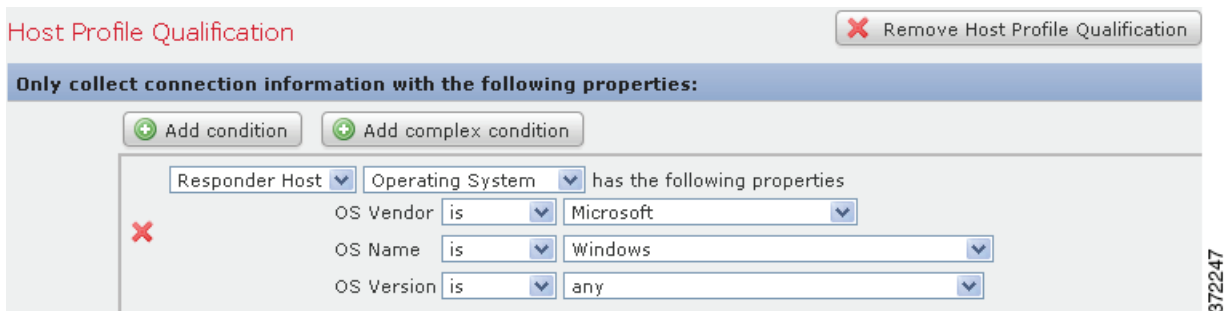 Host Profile Qualification
Remove Host Profile Qualification
Only collect connection information with the following properties:
Add condition
Add complex condition
Responder Host Operating System has the following properties
OS Vendor is Microsoft
OS Name is Windows
OS Version is any
372247